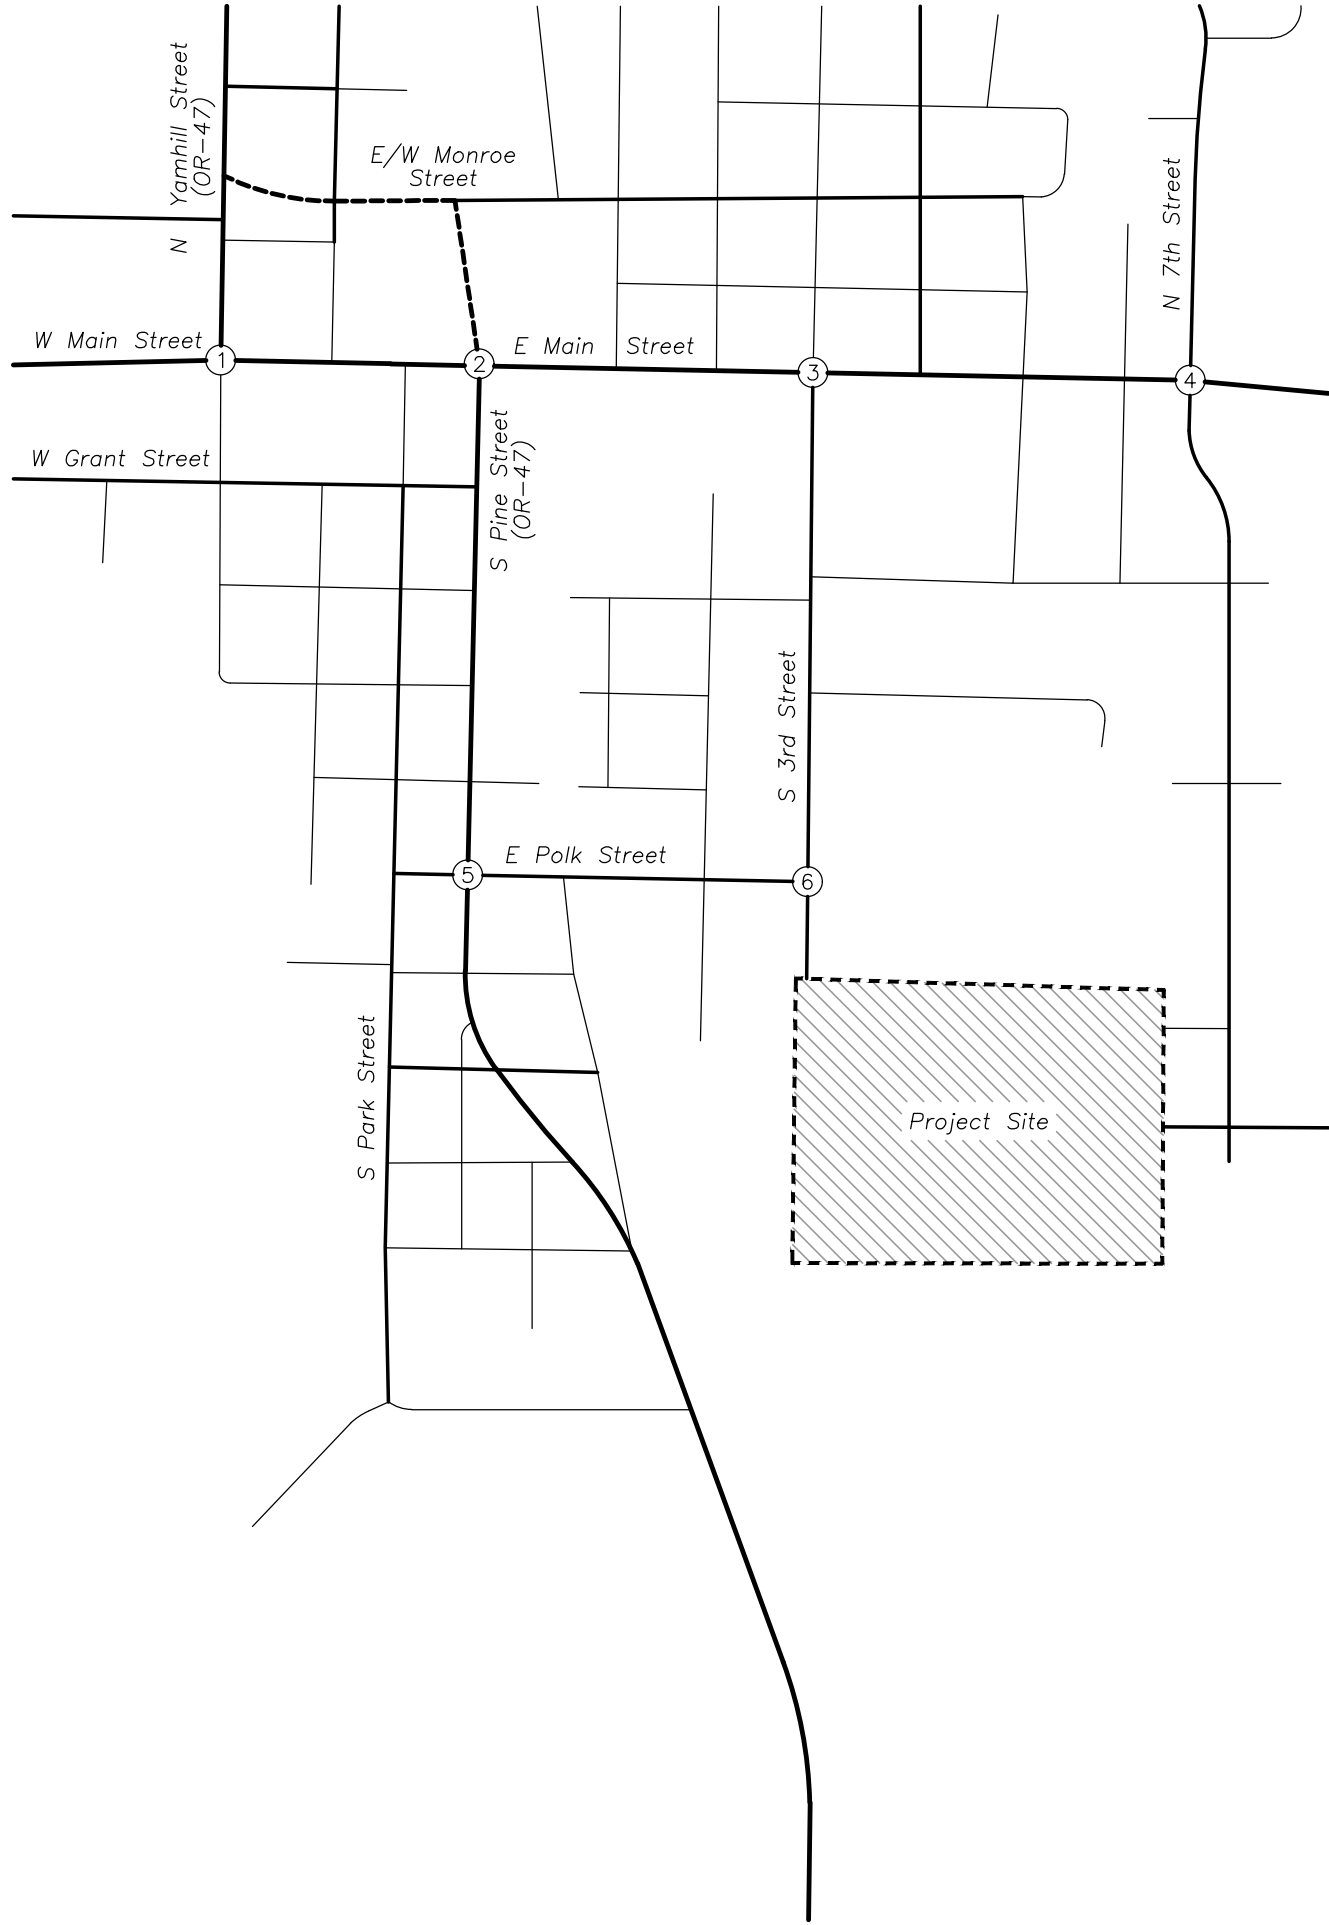 N Yamhill Street
(OR-47)
E/W Monroe
Street
N 7th Street
W Main Street
1
2
E Main Street
3
4
W Grant Street
S Pine Street
(OR-47)
S 3rd Street
5
E Polk Street
6
S Park Street
Project Site